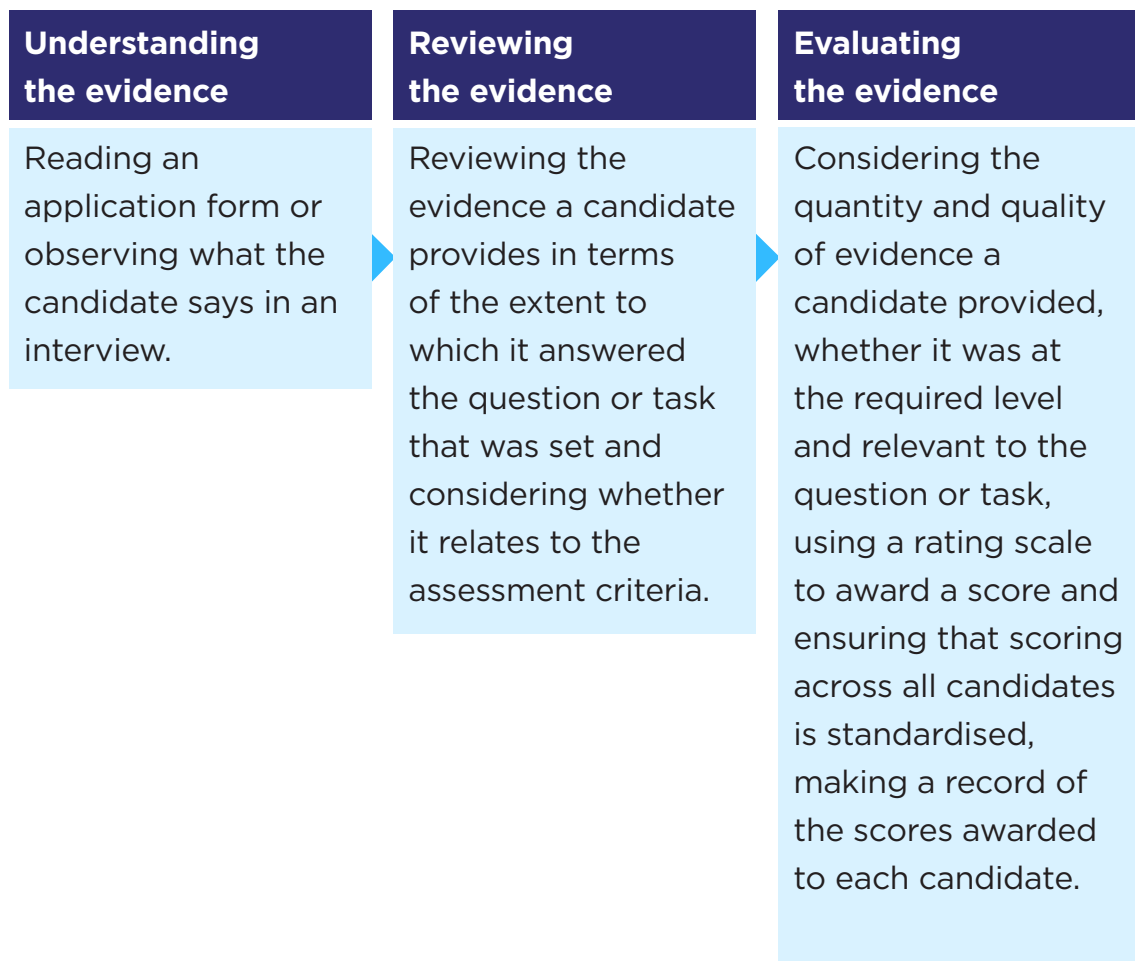 Understanding
the evidence
Reading an
application form or
observing what the
candidate says in an
interview.
Reviewing
the evidence
Reviewing the
evidence a candidate
provides in terms
of the extent to
which it answered
the question or task
that was set and
considering whether
it relates to the
assessment criteria.
Evaluating
the evidence
Considering the
quantity and quality
of evidence a
candidate provided,
whether it was at
the required level
and relevant to the
question or task,
using a rating scale
to award a score and
ensuring that scoring
across all candidates
is standardised,
making a record of
the scores awarded
to each candidate.